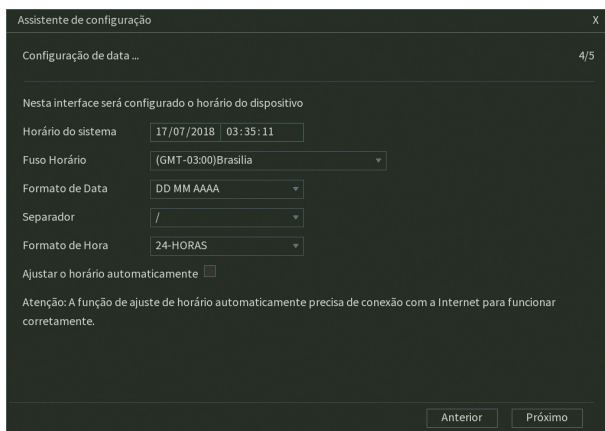 Assistente de configuração X
Configuração de data ... 4/5
Nesta interface será configurado o horário do dispositivo
Horário do sistema 17/07/2018 03:35:11
Fuso Horário (GMT-03:00)Brasilia
Formato de Data DD MM AAAA
Separador /
Formato de Hora 24-HORAS
Ajustar o horário automaticamente
Atenção: A função de ajuste de horário automaticamente precisa de conexão com a Internet para funcionar
corretamente.
Anterior Próximo